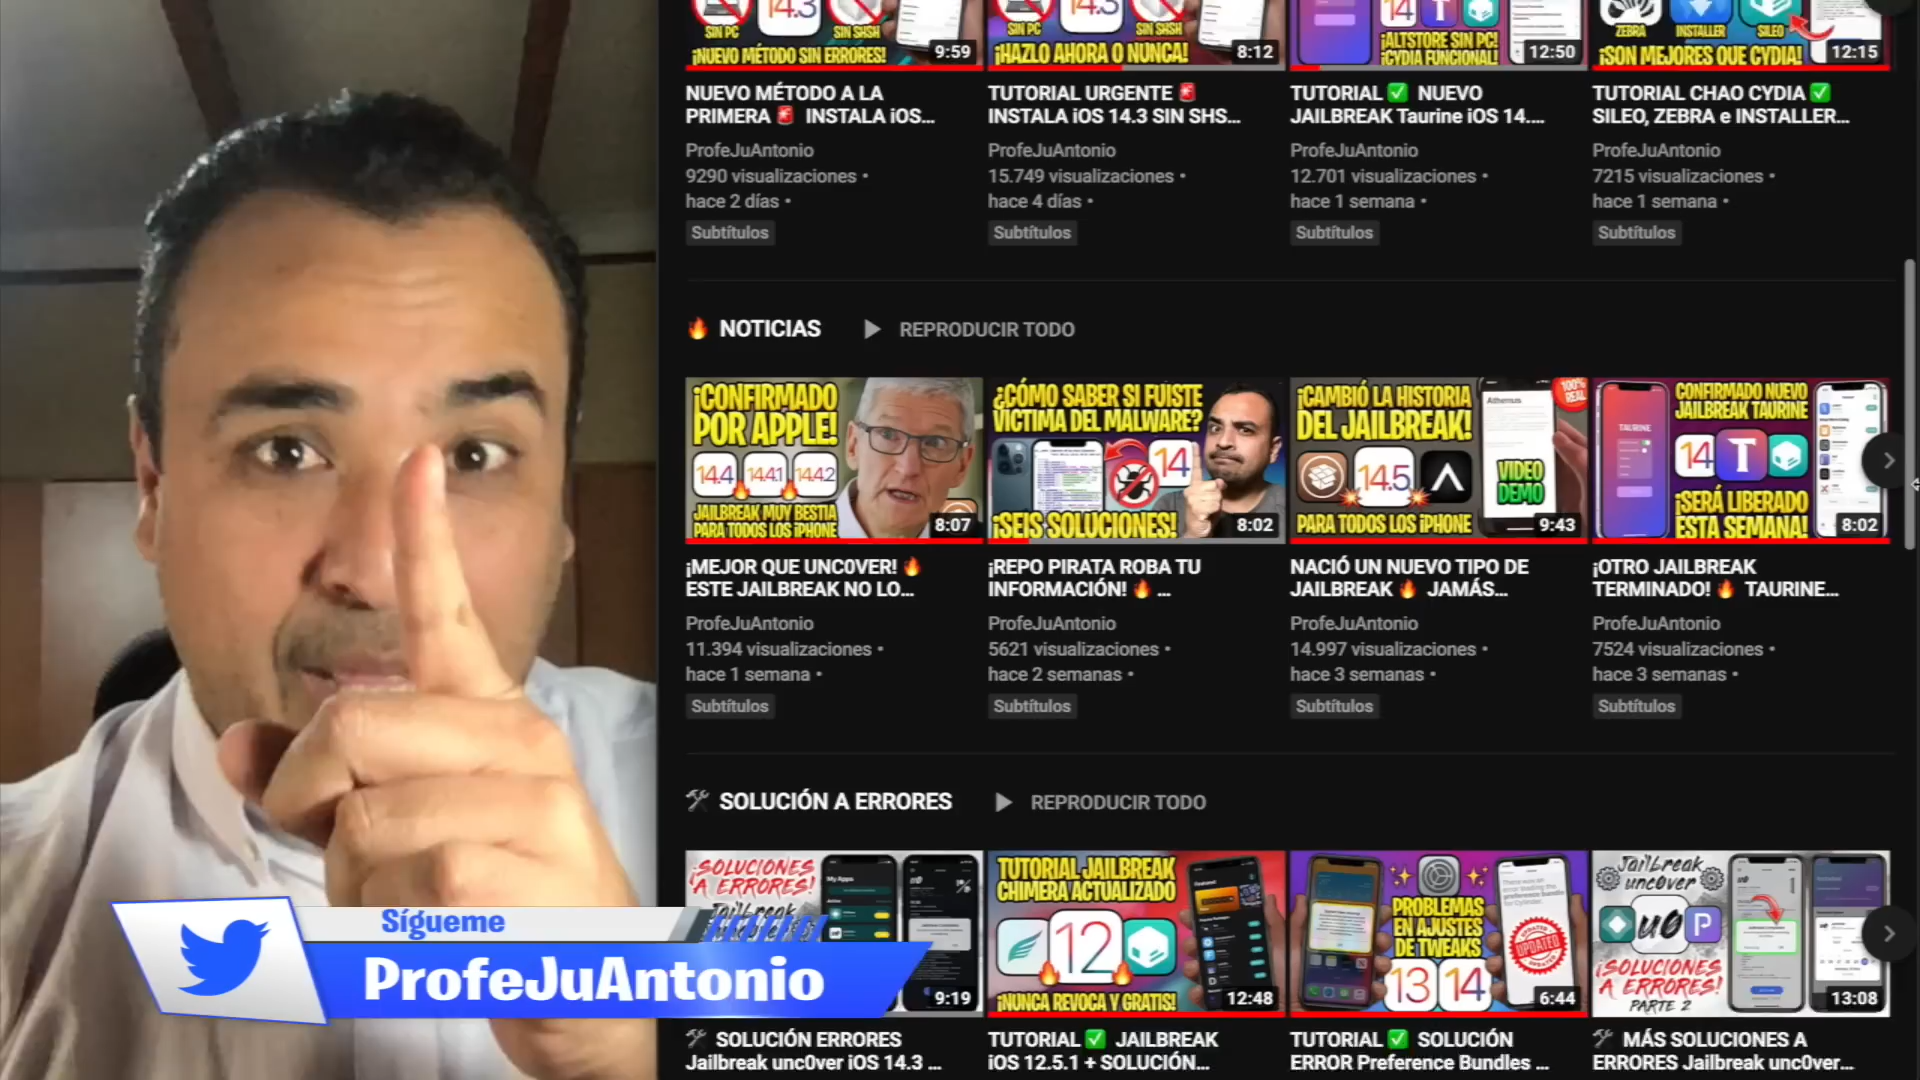 14.3
SIN PC
SIN SHSH
¡NUEVO MÉTODO SIN ERRORES!
9:59
14.3
SIN PC
SIN SHSH
¡HAZLO AHORA O NUNCA!
8:12
14
T
¡ALTSTORE SIN PC!
¡CYDIA FUNCIONAL!
12:50
ZEBRA
INSTALLER
SILEO
¡SON MEJORES QUE CYDIA!
12:15
NUEVO MÉTODO A LA
PRIMERA 🚨 INSTALA iOS...
ProfeJuAntonio
9290 visualizaciones •
hace 2 días •
Subtítulos
TUTORIAL URGENTE 🚨
INSTALA iOS 14.3 SIN SHS...
ProfeJuAntonio
15.749 visualizaciones •
hace 4 días •
Subtítulos
TUTORIAL ✅ NUEVO
JAILBREAK Taurine iOS 14....
ProfeJuAntonio
12.701 visualizaciones •
hace 1 semana •
Subtítulos
TUTORIAL CHAO CYDIA ✅
SILEO, ZEBRA e INSTALLER...
ProfeJuAntonio
7215 visualizaciones •
hace 1 semana •
Subtítulos
🔥 NOTICIAS
REPRODUCIR TODO
¡CONFIRMADO
POR APPLE!
14.4 14.4.1 14.4.2
JAILBREAK MUY BESTIA
PARA TODOS LOS iPHONE
8:07
¿CÓMO SABER SI FUISTE
VÍCTIMA DEL MALWARE?
14
¡SEIS SOLUCIONES!
8:02
¡CAMBIÓ LA HISTORIA
DEL JAILBREAK!
14.5
PARA TODOS LOS iPHONE
100%
REAL
VIDEO
DEMO
9:43
CONFIRMADO NUEVO
JAILBREAK TAURINE
TAURINE
14
T
¡SERÁ LIBERADO
ESTA SEMANA!
8:02
¡MEJOR QUE UNC0VER! 🔥
ESTE JAILBREAK NO LO...
ProfeJuAntonio
11.394 visualizaciones •
hace 1 semana •
Subtítulos
¡REPO PIRATA ROBA TU
INFORMACIÓN! 🔥 ...
ProfeJuAntonio
5621 visualizaciones •
hace 2 semanas •
Subtítulos
NACIÓ UN NUEVO TIPO DE
JAILBREAK 🔥 JAMÁS...
ProfeJuAntonio
14.997 visualizaciones •
hace 3 semanas •
Subtítulos
¡OTRO JAILBREAK
TERMINADO! 🔥 TAURINE...
ProfeJuAntonio
7524 visualizaciones •
hace 3 semanas •
Subtítulos
🛠 SOLUCIÓN A ERRORES
REPRODUCIR TODO
¡SOLUCIONES
A ERRORES!
Jailbreak
My Apps
9:19
TUTORIAL JAILBREAK
CHIMERA ACTUALIZADO
12
¡NUNCA REVOCA Y GRATIS!
12:48
PROBLEMAS
EN AJUSTES
DE TWEAKS
13 14
UPDATED
6:44
Jailbreak
unc0ver
u0
P
¡SOLUCIONES
A ERRORES!
PARTE 2
13:08
🛠 SOLUCIÓN ERRORES
Jailbreak unc0ver iOS 14.3 ...
TUTORIAL ✅ JAILBREAK
iOS 12.5.1 + SOLUCIÓN...
TUTORIAL ✅ SOLUCIÓN
ERROR Preference Bundles ...
🛠 MÁS SOLUCIONES A
ERRORES Jailbreak unc0ver...
Sígueme
ProfeJuAntonio